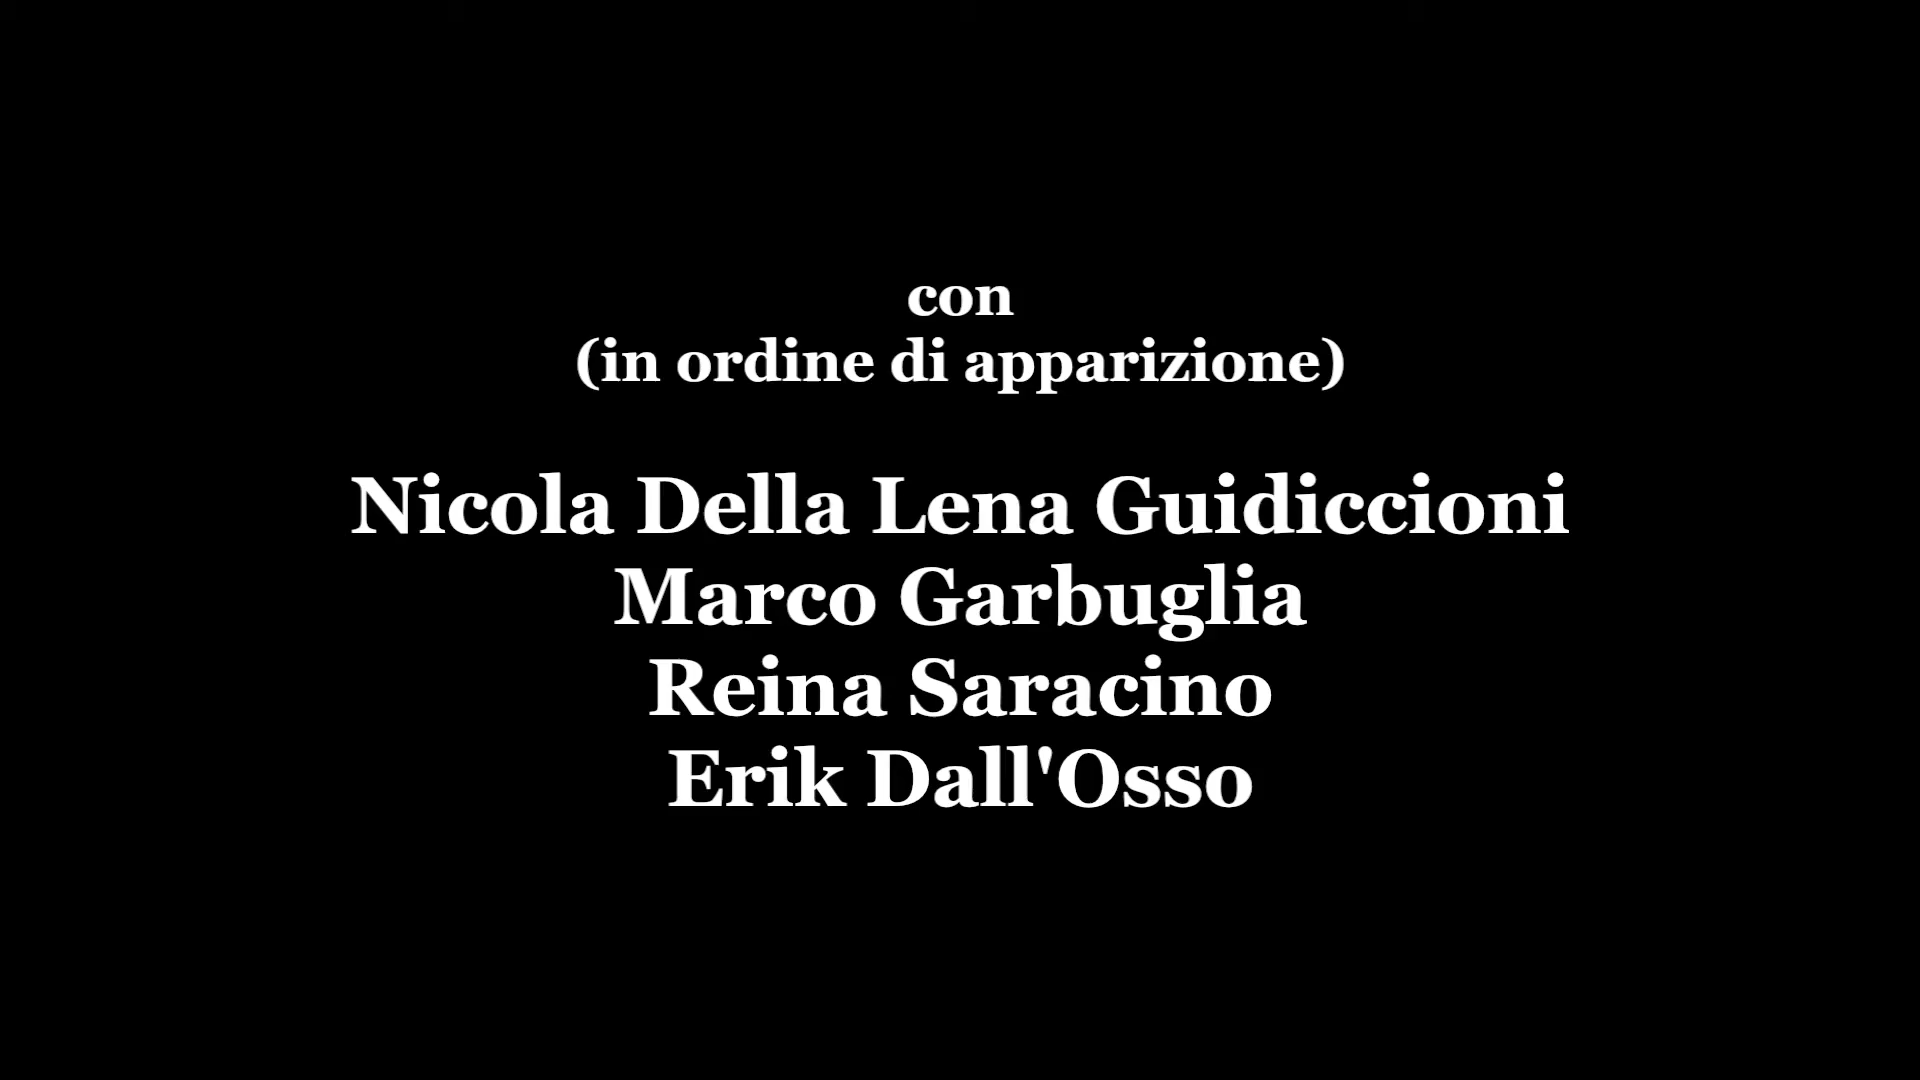 con
(in ordine di apparizione)
Nicola Della Lena Guidiccioni
Marco Garbuglia
Reina Saracino
Erik Dall'Osso